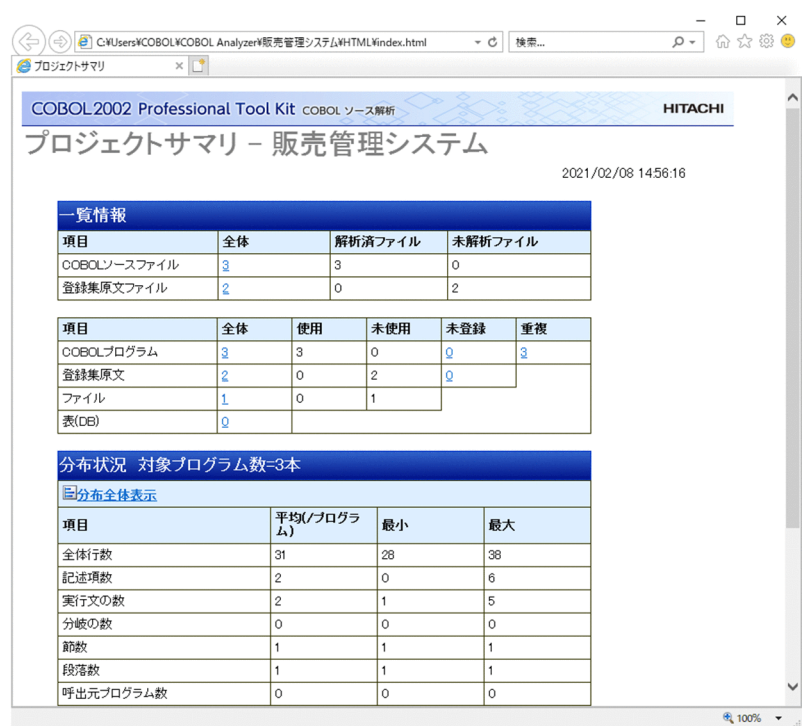 C:¥Users¥COBOL¥COBOL Analyzer¥販売管理システム¥HTML¥index.html
検索...
プロジェクトサマリ
COBOL2002 Professional Tool Kit COBOL ソース解析 HITACHI
プロジェクトサマリ - 販売管理システム
2021/02/08 14:56:16
一覧情報
項目 全体 解析済ファイル 未解析ファイル
COBOLソースファイル 3 3 0
登録集原文ファイル 2 0 2
項目 全体 使用 未使用 未登録 重複
COBOLプログラム 3 3 0 0 3
登録集原文 2 0 2 0
ファイル 1 0 1
表(DB) 0
分布状況 対象プログラム数=3本
分布全体表示
項目 平均(/プログラム) 最小 最大
全体行数 31 28 38
記述項数 2 0 6
実行文の数 2 1 5
分岐の数 0 0 0
節数 1 1 1
段落数 1 1 1
呼出元プログラム数 0 0 0
100%